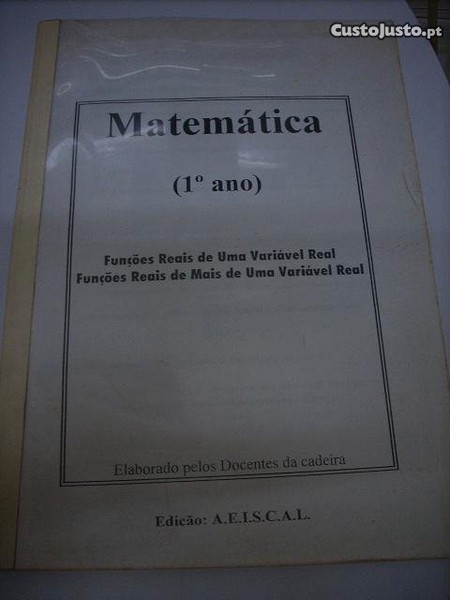 CustoJusto.pt
Matemática
(1º ano)
Funções Reais de Uma Variável Real
Funções Reais de Mais de Uma Variável Real
Elaborado pelos Docentes da cadeira
Edição: A.E.I.S.C.A.L.